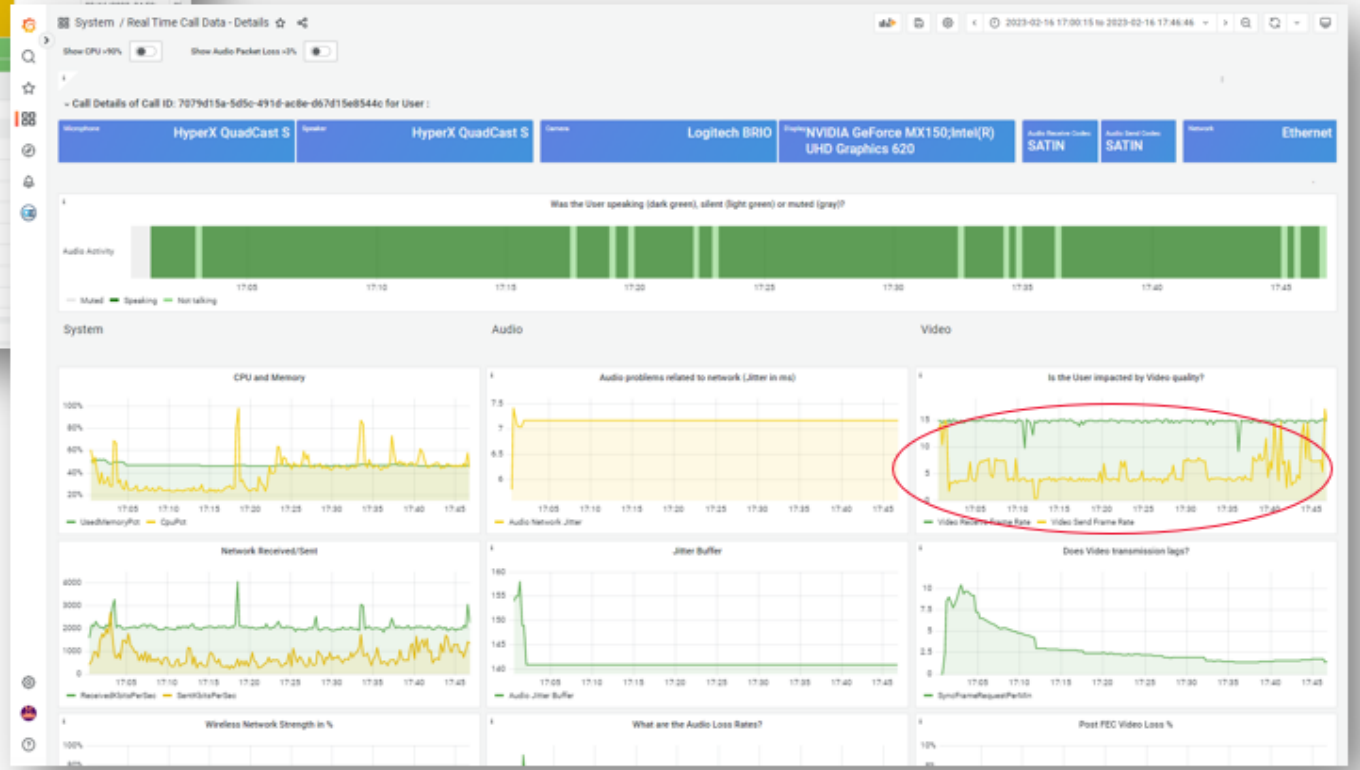 System / Real Time Call Data - Details
2023-02-16 17:00:15 to 2023-02-16 17:46:46
Show CPU >90%
Show Audio Packet Loss >3%
Call Details of Call ID: 7079d15a-5d5c-491d-ac8e-d67d15e8544c for User :
Microphone
HyperX QuadCast S
Speaker
HyperX QuadCast S
Camera
Logitech BRIO
Display
NVIDIA GeForce MX150;Intel(R)
UHD Graphics 620
Audio Receive Codec
SATIN
Audio Send Codec
SATIN
Network
Ethernet
Was the User speaking (dark green), silent (light green) or muted (gray)?
Audio Activity
17:05 17:10 17:15 17:20 17:25 17:30 17:35 17:40 17:45
Muted Speaking Not talking
System
Audio
Video
CPU and Memory
100%
80%
60%
40%
20%
17:05 17:10 17:15 17:20 17:25 17:30 17:35 17:40 17:45
UsedMemoryPct CpuPct
Audio problems related to network (Jitter in ms)
7.5
7
6.5
6
17:05 17:10 17:15 17:20 17:25 17:30 17:35 17:40 17:45
Audio Network Jitter
Is the User impacted by Video quality?
15
10
5
0
17:05 17:10 17:15 17:20 17:25 17:30 17:35 17:40 17:45
Video Receive Frame Rate Video Send Frame Rate
Network Received/Sent
4000
3000
2000
1000
0
17:05 17:10 17:15 17:20 17:25 17:30 17:35 17:40 17:45
ReceivedKbitsPerSec SentKbitsPerSec
Jitter Buffer
160
155
150
145
140
17:05 17:10 17:15 17:20 17:25 17:30 17:35 17:40 17:45
Audio Jitter Buffer
Does Video transmission lags?
10
7.5
5
2.5
0
17:05 17:10 17:15 17:20 17:25 17:30 17:35 17:40 17:45
SyncFrameRequestPerMin
Wireless Network Strength in %
100%
80%
What are the Audio Loss Rates?
Post FEC Video Loss %
10%